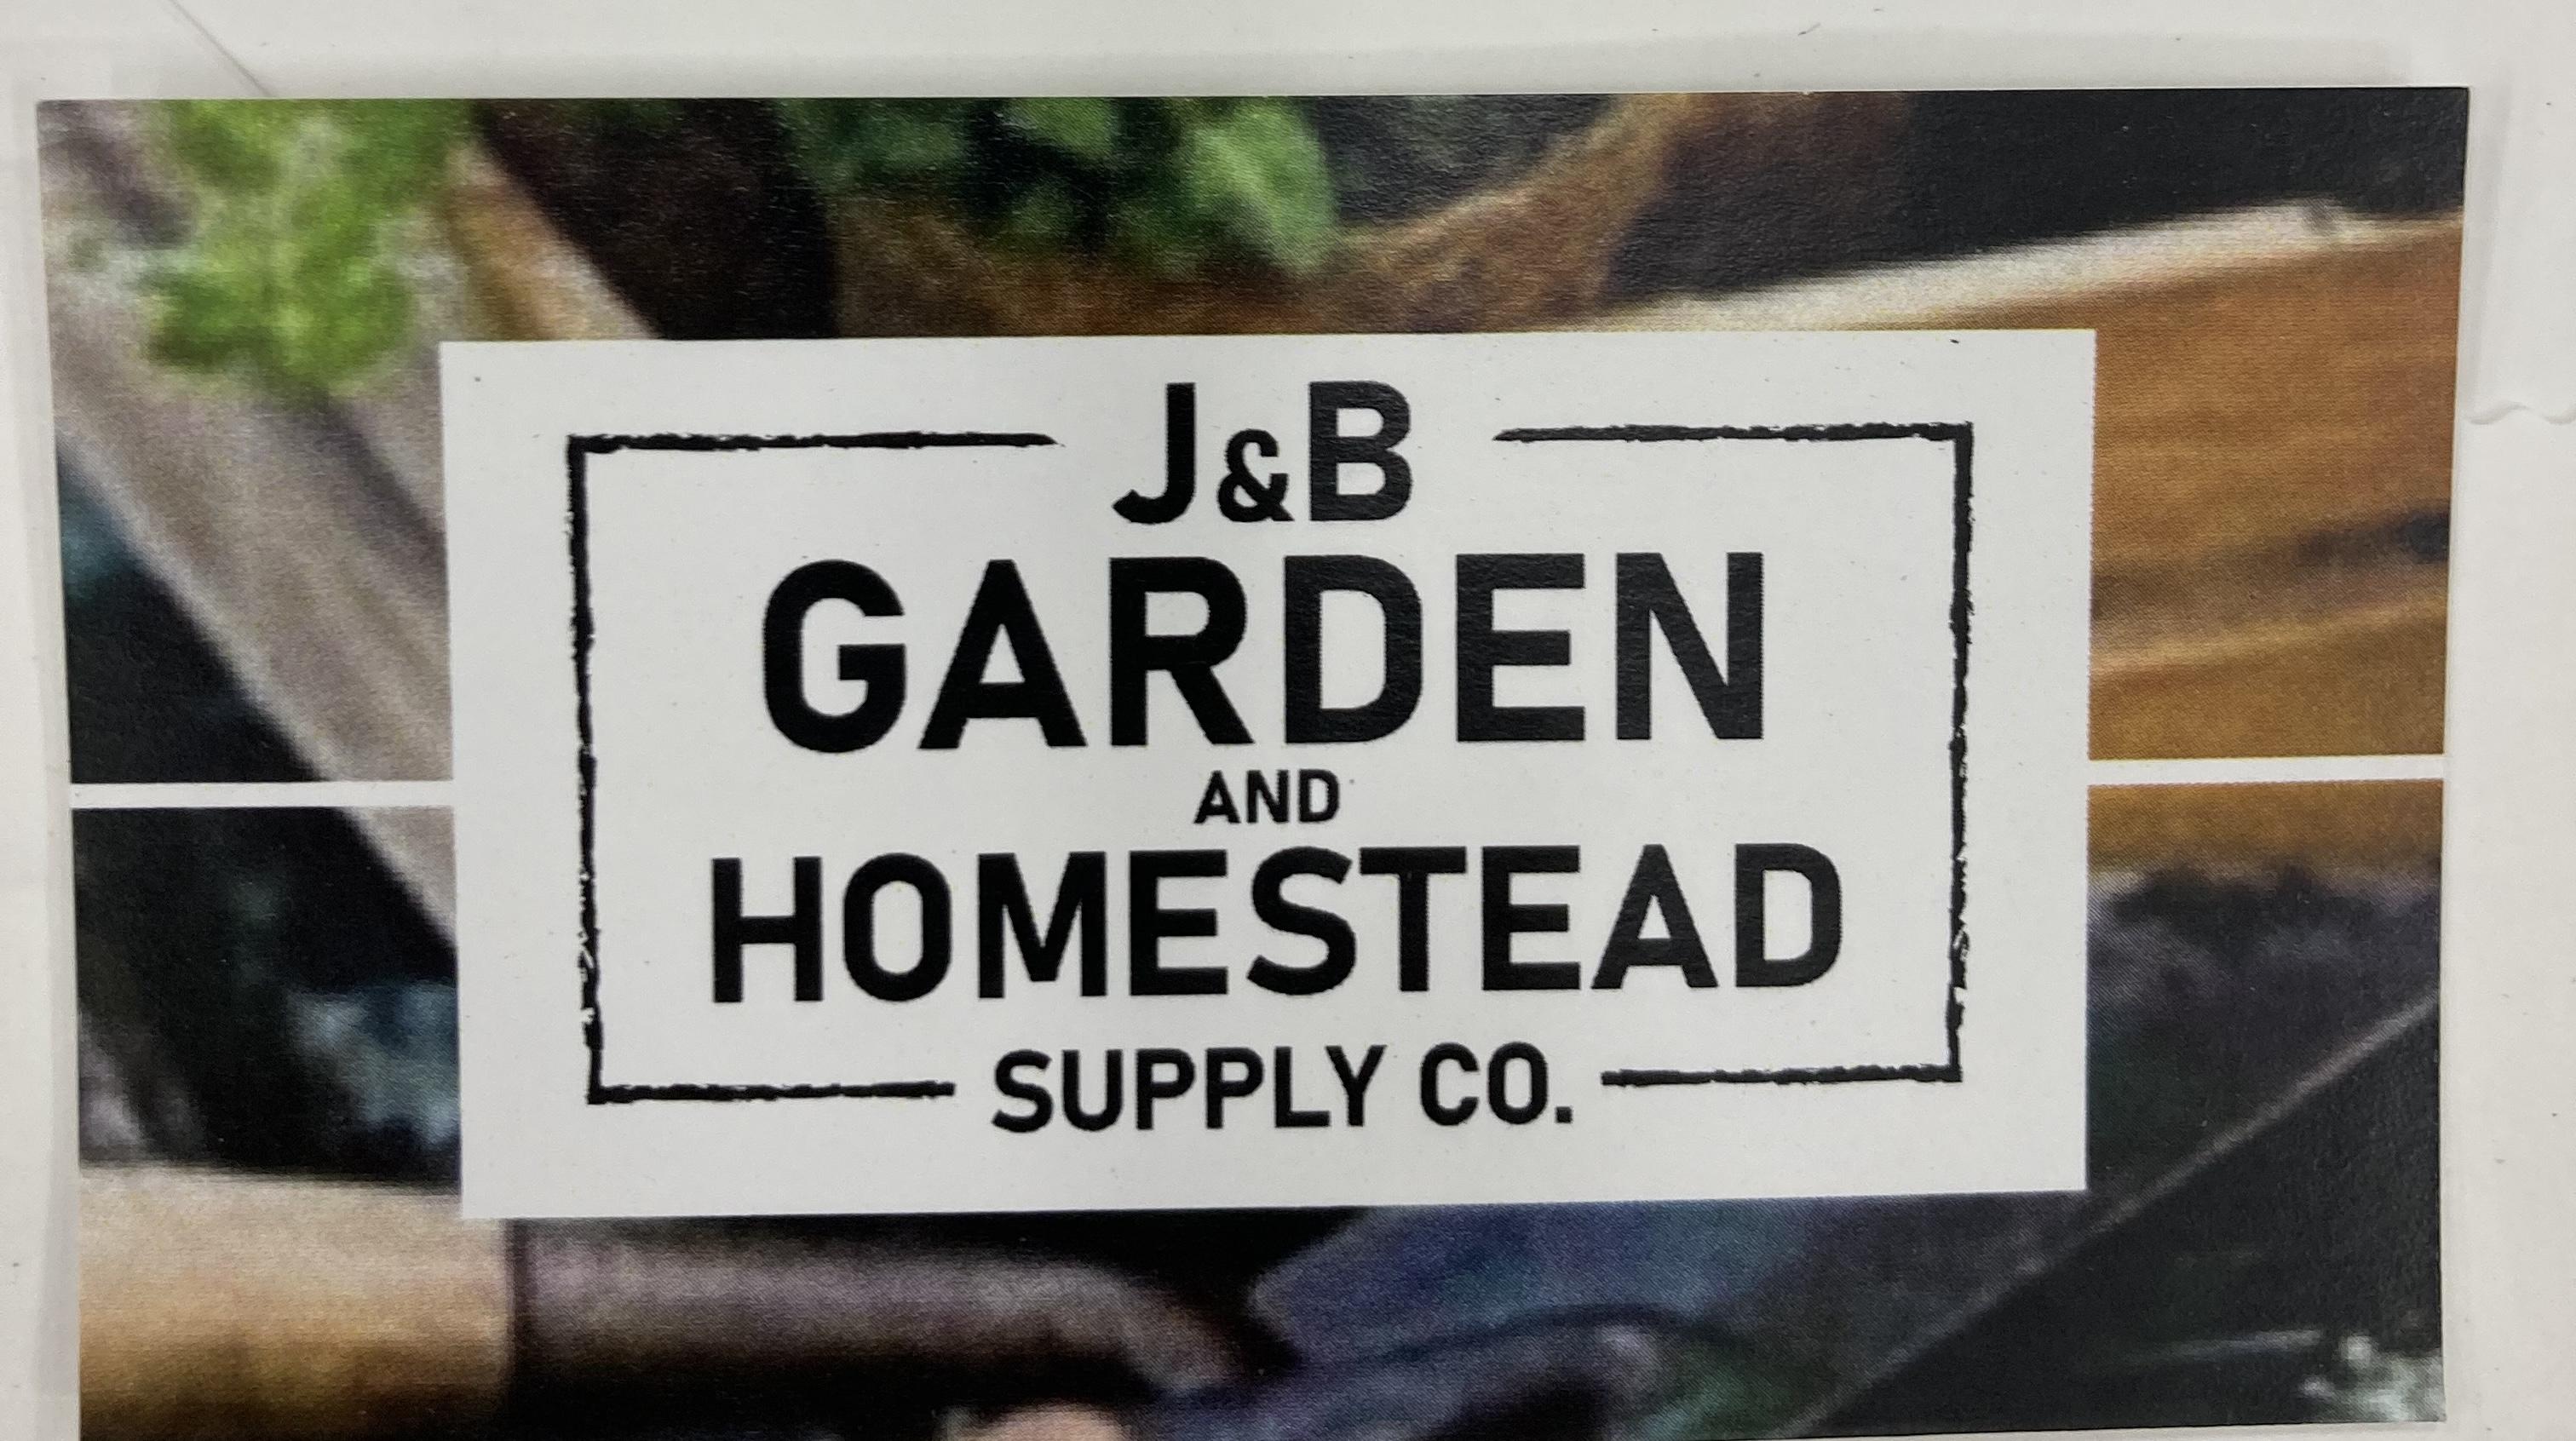 J&B
GARDEN
AND
HOMESTEAD
SUPPLY CO.